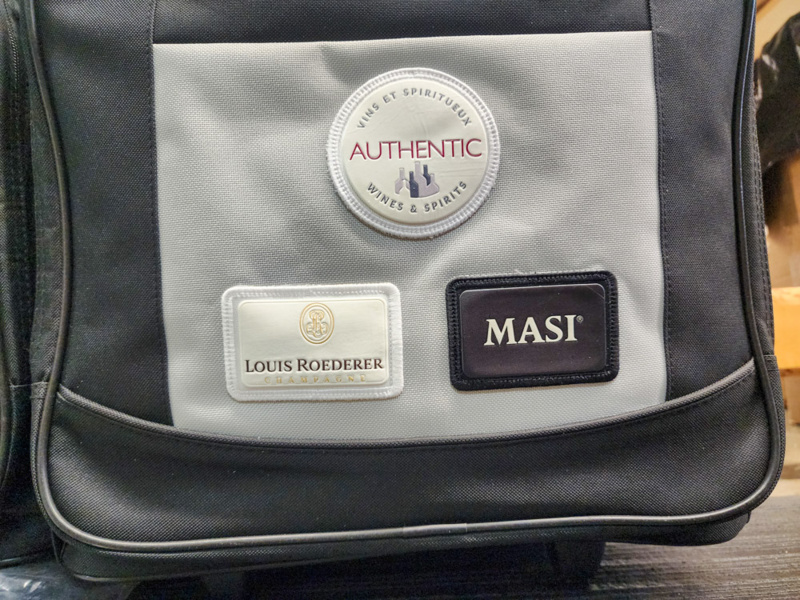 VINS ET SPIRITUEUX
AUTHENTIC
WINES & SPIRITS
LOUIS ROEDERER
CHAMPAGNE
MASI®